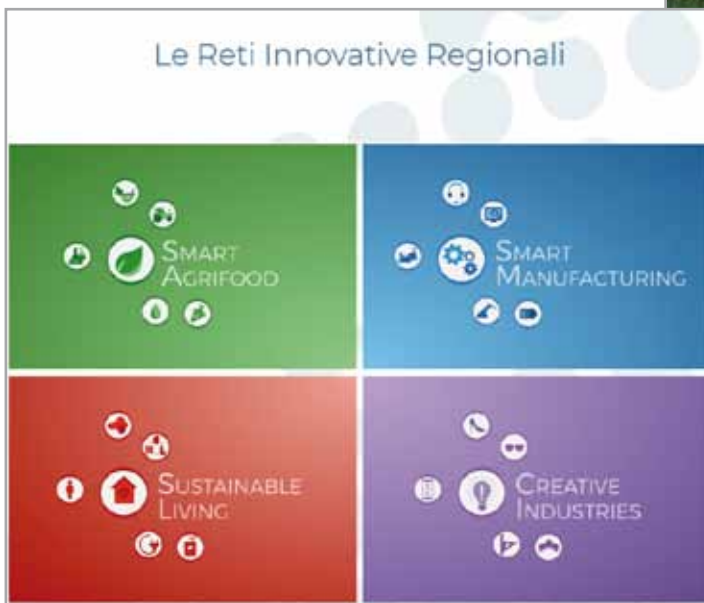 Le Reti Innovative Regionali
SMART
AGRIFOOD
SMART
MANUFACTURING
SUSTAINABLE
LIVING
CREATIVE
INDUSTRIES